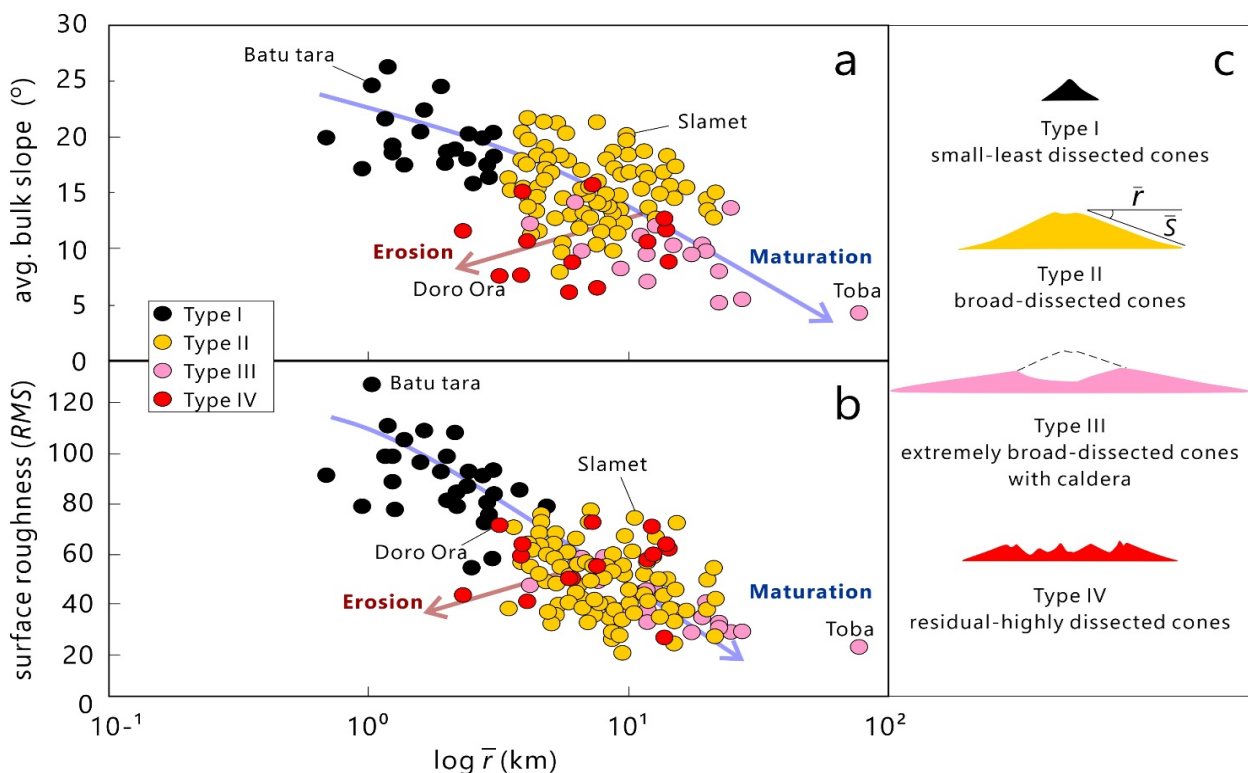 30
25
20
15
10
5
0
avg. bulk slope (°)
a
Batu tara
Slamet
Erosion
Doro Ora
Maturation
Toba
Type I
Type II
Type III
Type IV
120
100
80
60
40
20
0
surface roughness (RMS)
b
Batu tara
Slamet
Doro Ora
Erosion
Maturation
Toba
10-¹
10⁰
10¹
10²
log r̅ (km)
c
Type I
small-least dissected cones
r̅
S̅
Type II
broad-dissected cones
Type III
extremely broad-dissected cones
with caldera
Type IV
residual-highly dissected cones